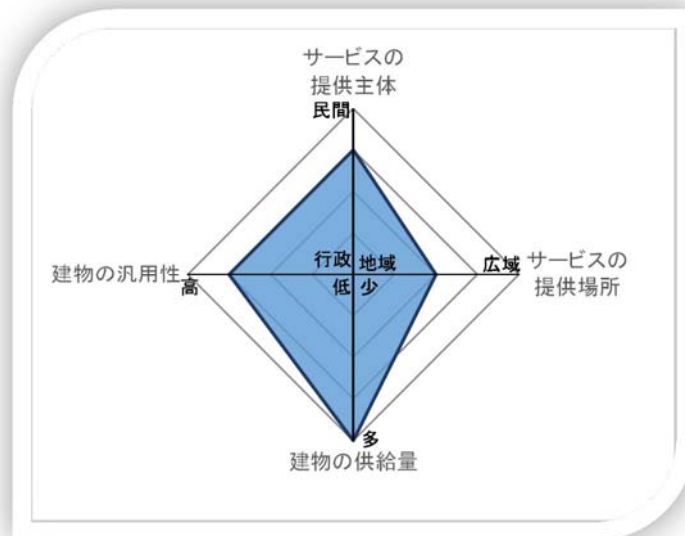 サービスの
提供主体
民間
建物の汎用性
高
行政
地域
低
少
広域
サービスの
提供場所
多
建物の供給量